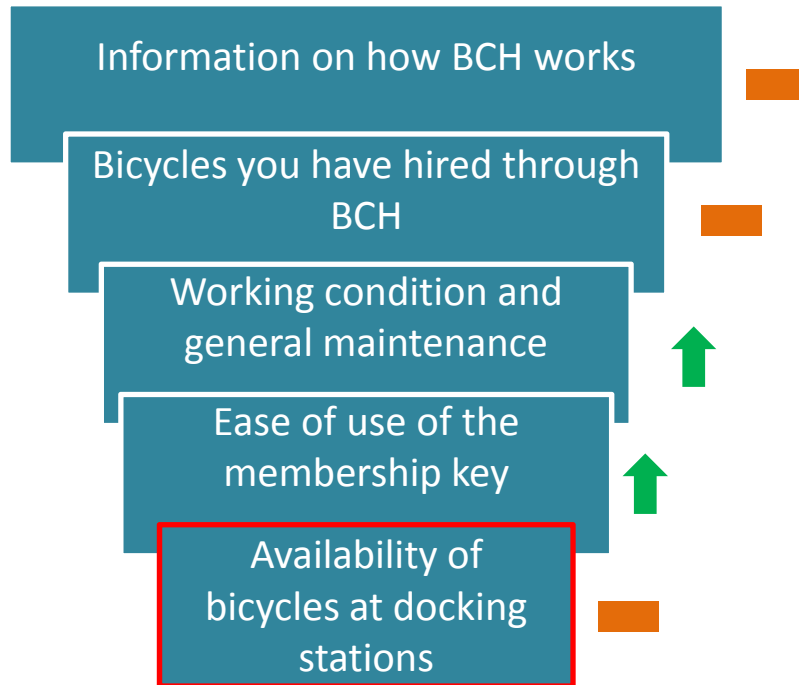 Information on how BCH works
Bicycles you have hired through
BCH
Working condition and
general maintenance
Ease of use of the
membership key
Availability of
bicycles at docking
stations